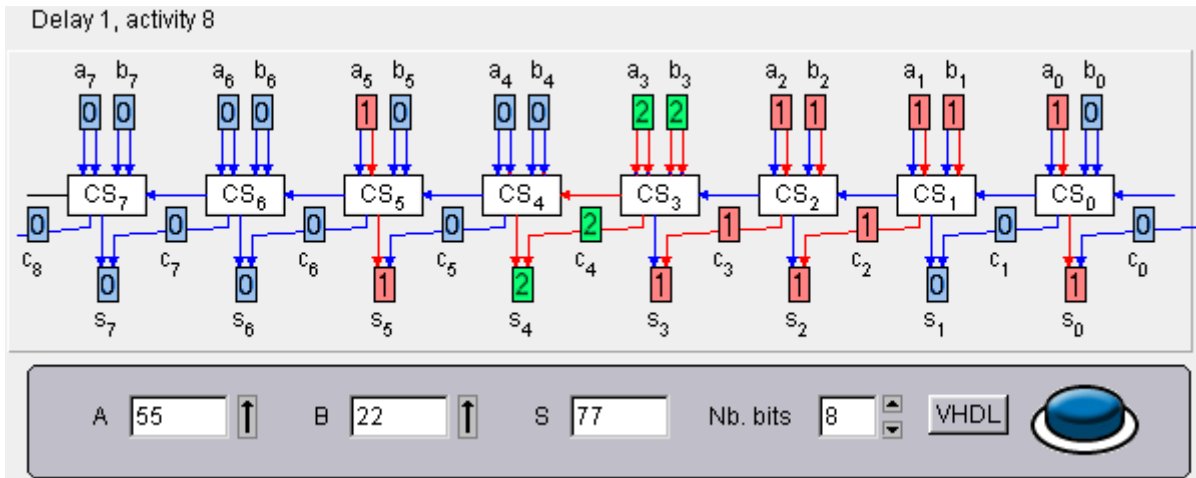 Delay 1, activity 8
a7 b7 a6 b6 a5 b5 a4 b4 a3 b3 a2 b2 a1 b1 a0 b0
0 0 0 0 1 0 0 0 2 2 1 1 1 1 1 0
CS7 CS6 CS5 CS4 CS3 CS2 CS1 CS0
0 0 0 0 2 1 1 0 0
c8 c7 c6 c5 c4 c3 c2 c1 c0
0 0 1 2 1 1 0 1
s7 s6 s5 s4 s3 s2 s1 s0
A 55 B 22 S 77 Nb. bits 8 VHDL